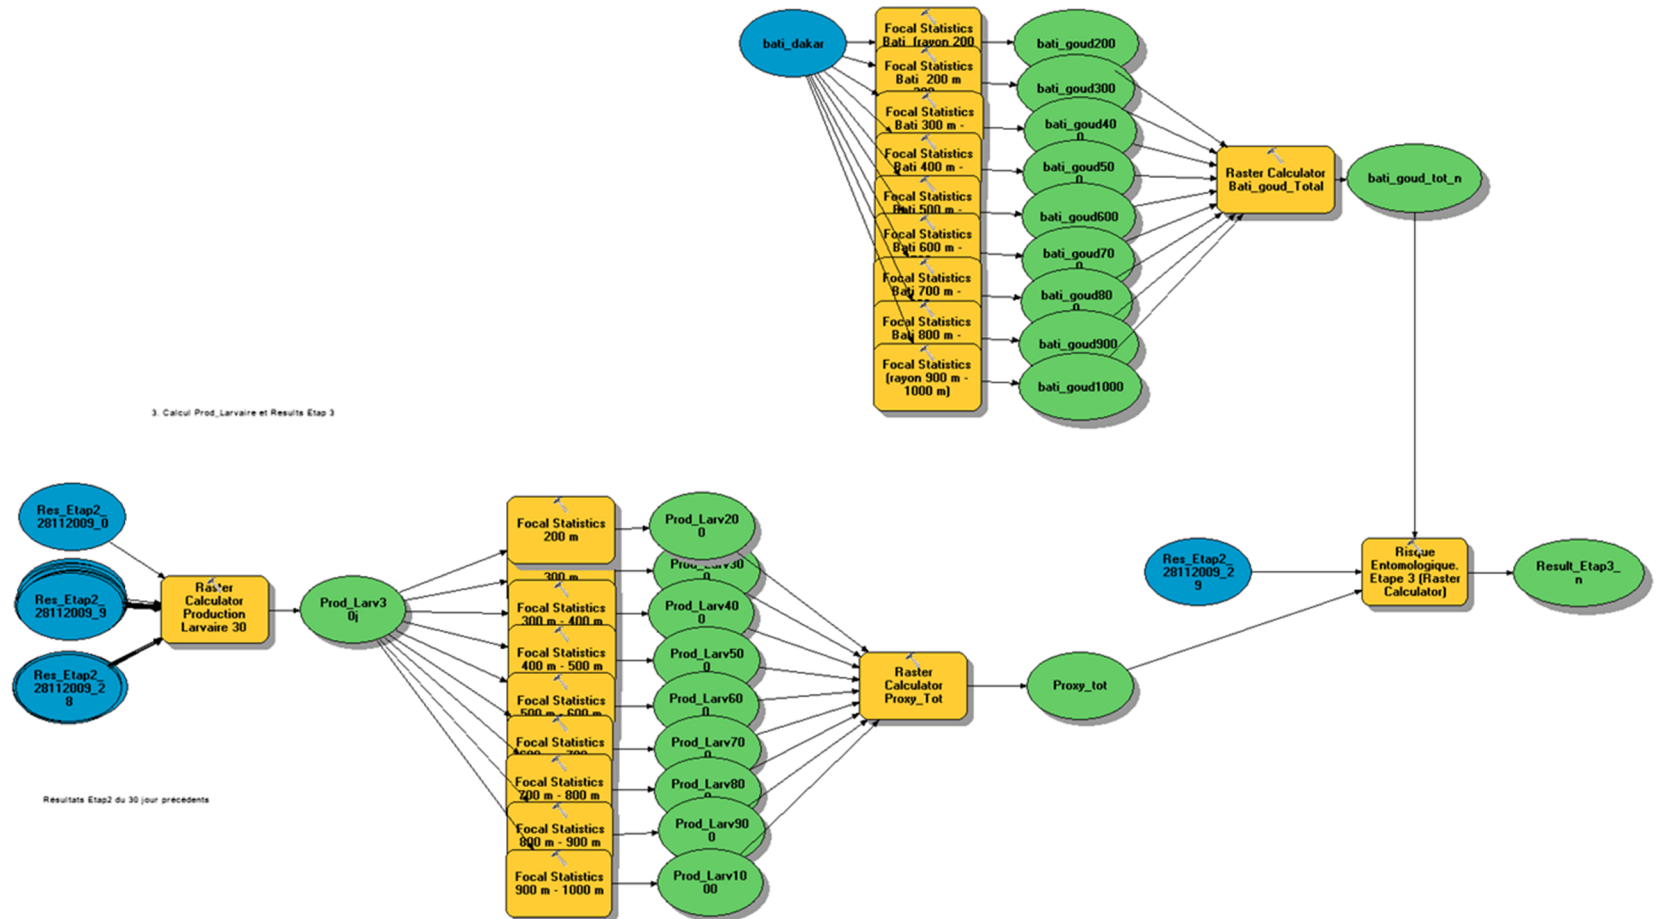 bati_dakar
Focal Statistics
Bati (rayon 200
Focal Statistics
Bati 200 m
Focal Statistics
Bati 300 m -
Focal Statistics
Bati 400 m -
Focal Statistics
Bati 500 m -
Focal Statistics
Bati 600 m -
Focal Statistics
Bati 700 m -
Focal Statistics
Bati 800 m -
Focal Statistics
(rayon 900 m -
1000 m)
bati_goud200
bati_goud300
bati_goud40
0
bati_goud50
0
bati_goud600
bati_goud70
0
bati_goud80
0
bati_goud900
bati_goud1000
Raster Calculator
Bati_goud_Total
bati_goud_tot_n
3. Calcul Prod_Larvaire et Results Etap 3
Res_Etap2_
28112009_0
Res_Etap2_
28112009_9
Res_Etap2_
28112009_2
8
Raster
Calculator
Production
Larvaire 30
Prod_Larv3
0j
Focal Statistics
200 m
300 m
Focal Statistics
300 m - 400 m
Focal Statistics
400 m - 500 m
Focal Statistics
500 m - 600 m
Focal Statistics
Focal Statistics
700 m - 800 m
Focal Statistics
800 m - 900 m
Focal Statistics
900 m - 1000 m
Prod_Larv20
0
Prod_Larv30
0
Prod_Larv40
0
Prod_Larv50
0
Prod_Larv60
0
Prod_Larv70
0
Prod_Larv80
0
Prod_Larv90
0
Prod_Larv10
00
Raster
Calculator
Proxy_Tot
Proxy_tot
Res_Etap2_
28112009_2
9
Risque
Entomologique.
Etape 3 (Raster
Calculator)
Result_Etap3_
n
Résultats Etap2 du 30 jour precédents